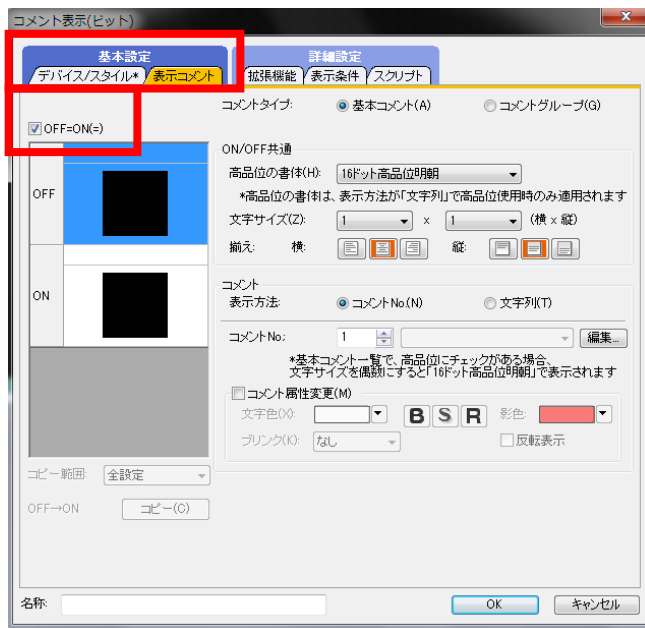 コメント表示(ビット)
基本設定
詳細設定
デバイス/スタイル*
表示コメント
拡張機能
表示条件
スクリプト
コメントタイプ:
基本コメント(A)
コメントグループ(G)
OFF=ON(=)
OFF
ON
ON/OFF共通
高品位の書体(H):
16ドット高品位明朝
*高品位の書体は、表示方法が「文字列」で高品位使用時のみ適用されます
文字サイズ(Z):
1 x 1 (横 x 縦)
揃え: 横: 縦:
コメント
表示方法:
コメントNo.(N)
文字列(T)
コメントNo.:
1
編集...
*基本コメント一覧で、高品位にチェックがある場合、
文字サイズを偶数にすると「16ドット高品位明朝」で表示されます
コメント属性変更(M)
文字色(X):
B S R
影色:
ブリンク(K):
なし
反転表示
コピー範囲:
全設定
OFF→ON
コピー(C)
名称:
OK
キャンセル